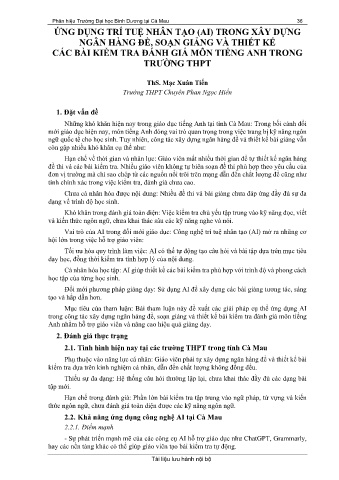 Phân hiệu Trường Đại học Bình Dương tại Cà Mau 36
ỨNG DỤNG TRÍ TUỆ NHÂN TẠO (AI) TRONG XÂY DỰNG
NGÂN HÀNG ĐỀ, SOẠN GIẢNG VÀ THIẾT KẾ
CÁC BÀI KIỂM TRA ĐÁNH GIÁ MÔN TIẾNG ANH TRONG
TRƯỜNG THPT
ThS. Mạc Xuân Tiến
Trường THPT Chuyên Phan Ngọc Hiển
1. Đặt vấn đề
Những khó khăn hiện nay trong giáo dục tiếng Anh tại tỉnh Cà Mau: Trong bối cảnh đổi
mới giáo dục hiện nay, môn tiếng Anh đóng vai trò quan trọng trong việc trang bị kỹ năng ngôn
ngữ quốc tế cho học sinh. Tuy nhiên, công tác xây dựng ngân hàng đề và thiết kế bài giảng vẫn
còn gặp nhiều khó khăn cụ thể như:
Hạn chế về thời gian và nhân lực: Giáo viên mất nhiều thời gian để tự thiết kế ngân hàng
đề thi và các bài kiểm tra. Nhiều giáo viên không tự biên soạn đề thi phù hợp theo yêu cầu của
đơn vị trường mà chỉ sao chép từ các nguồn nổi trôi trên mạng dẫn đến chất lượng đề cũng như
tính chính xác trong việc kiểm tra, đánh giá chưa cao.
Chưa cá nhân hóa được nội dung: Nhiều đề thi và bài giảng chưa đáp ứng đầy đủ sự đa
dạng về trình độ học sinh.
Khó khăn trong đánh giá toàn diện: Việc kiểm tra chủ yếu tập trung vào kỹ năng đọc, viết
và kiến thức ngôn ngữ, chưa khai thác sâu các kỹ năng nghe và nói.
Vai trò của AI trong đổi mới giáo dục: Công nghệ trí tuệ nhân tạo (AI) mở ra những cơ
hội lớn trong việc hỗ trợ giáo viên:
Tối ưu hóa quy trình làm việc: AI có thể tự động tạo câu hỏi và bài tập dựa trên mục tiêu
dạy học, đồng thời kiểm tra tính hợp lý của nội dung.
Cá nhân hóa học tập: AI giúp thiết kế các bài kiểm tra phù hợp với trình độ và phong cách
học tập của từng học sinh.
Đổi mới phương pháp giảng dạy: Sử dụng AI để xây dựng các bài giảng tương tác, sáng
tạo và hấp dẫn hơn.
Mục tiêu của tham luận: Bài tham luận này đề xuất các giải pháp cụ thể ứng dụng AI
trong công tác xây dựng ngân hàng đề, soạn giảng và thiết kế bài kiểm tra đánh giá môn tiếng
Anh nhằm hỗ trợ giáo viên và nâng cao hiệu quả giảng dạy.
2. Đánh giá thực trạng
2.1. Tình hình hiện nay tại các trường THPT trong tỉnh Cà Mau
Phụ thuộc vào năng lực cá nhân: Giáo viên phải tự xây dựng ngân hàng đề và thiết kế bài
kiểm tra dựa trên kinh nghiệm cá nhân, dẫn đến chất lượng không đồng đều.
Thiếu sự đa dạng: Hệ thống câu hỏi thường lặp lại, chưa khai thác đầy đủ các dạng bài
tập mới.
Hạn chế trong đánh giá: Phần lớn bài kiểm tra tập trung vào ngữ pháp, từ vựng và kiến
thức ngôn ngữ, chưa đánh giá toàn diện được các kỹ năng ngôn ngữ.
2.2. Khả năng ứng dụng công nghệ AI tại Cà Mau
2.2.1. Điểm mạnh
- Sự phát triển mạnh mẽ của các công cụ AI hỗ trợ giáo dục như ChatGPT, Grammarly,
hay các nền tảng khác có thể giúp giáo viên tạo bài kiểm tra tự động.
Tài liệu lưu hành nội bộ